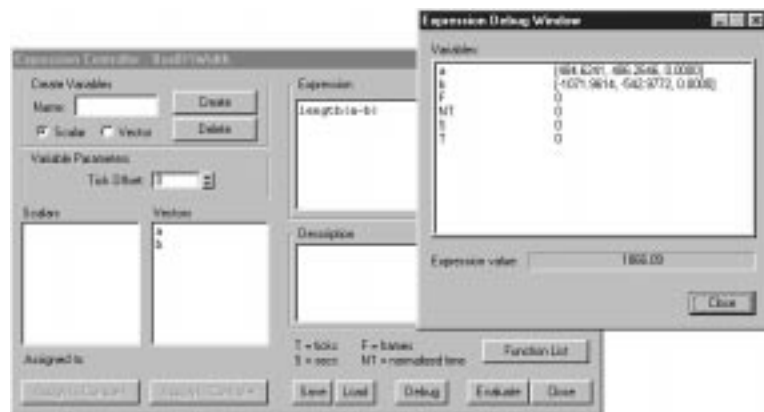 Expression Debug Window
Variables:
a
b
F 0
NT 0
S 0
T 0
Expression value:
Close
Expression Controller :
Create Variables
Name:
Create
Scalar Vector
Delete
Variable Parameters
Tick Offset:
Scalars
Vectors
a
b
Expression
length(a-b)
Description
Assigned to:
T = ticks F = frames
S = secs NT = normalized time
Function List
Save
Load
Debug
Evaluate
Close